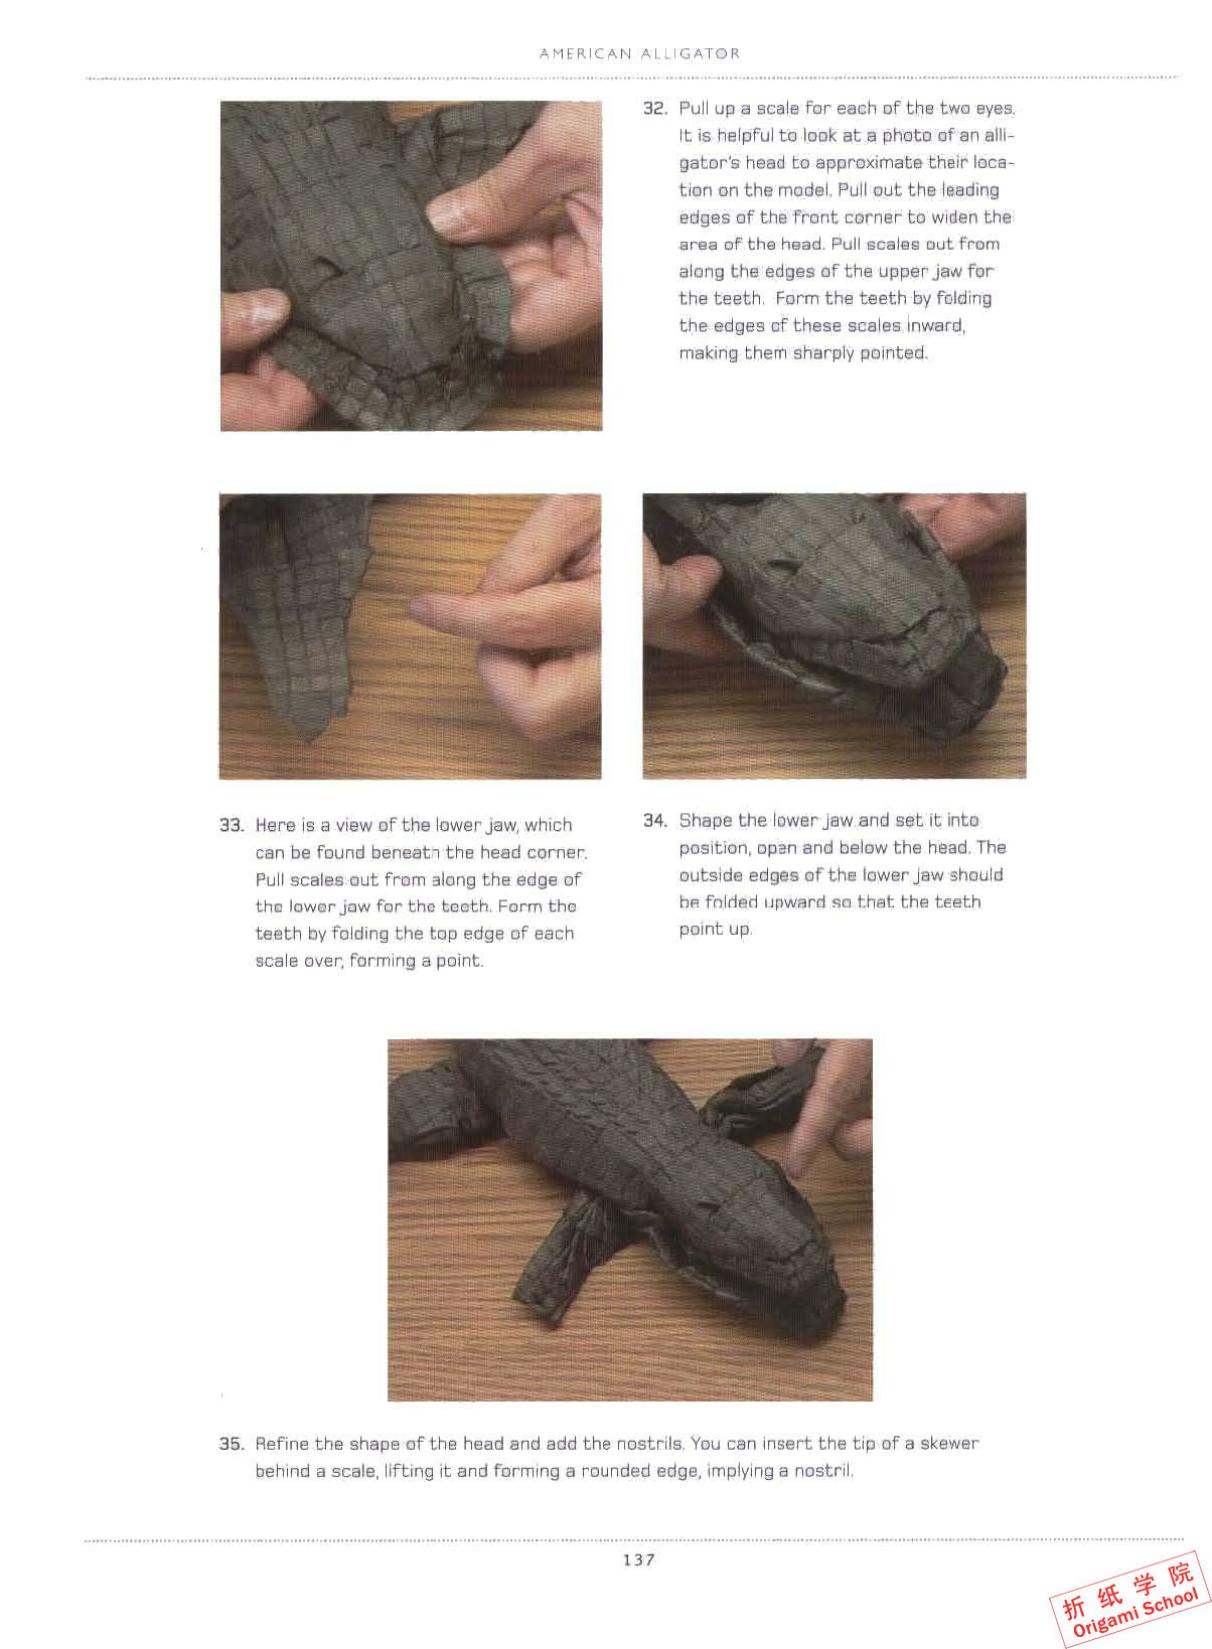 AMERICAN ALLIGATOR
32. Pull up a scale for each of the two eyes.
It is helpful to look at a photo of an alli-
gator's head to approximate their loca-
tion on the model. Pull out the leading
edges of the front corner to widen the
area of the head. Pull scales out from
along the edges of the upper jaw for
the teeth. Form the teeth by folding
the edges of these scales inward,
making them sharply pointed.
33. Here is a view of the lower jaw, which
can be found beneath the head corner.
Pull scales out from along the edge of
the lower jaw for the teeth. Form the
teeth by folding the top edge of each
scale over, forming a point.
34. Shape the lower jaw and set it into
position, open and below the head. The
outside edges of the lower jaw should
be folded upward so that the teeth
point up.
35. Refine the shape of the head and add the nostrils. You can insert the tip of a skewer
behind a scale, lifting it and forming a rounded edge, implying a nostril.
137
折纸学院
Origami School